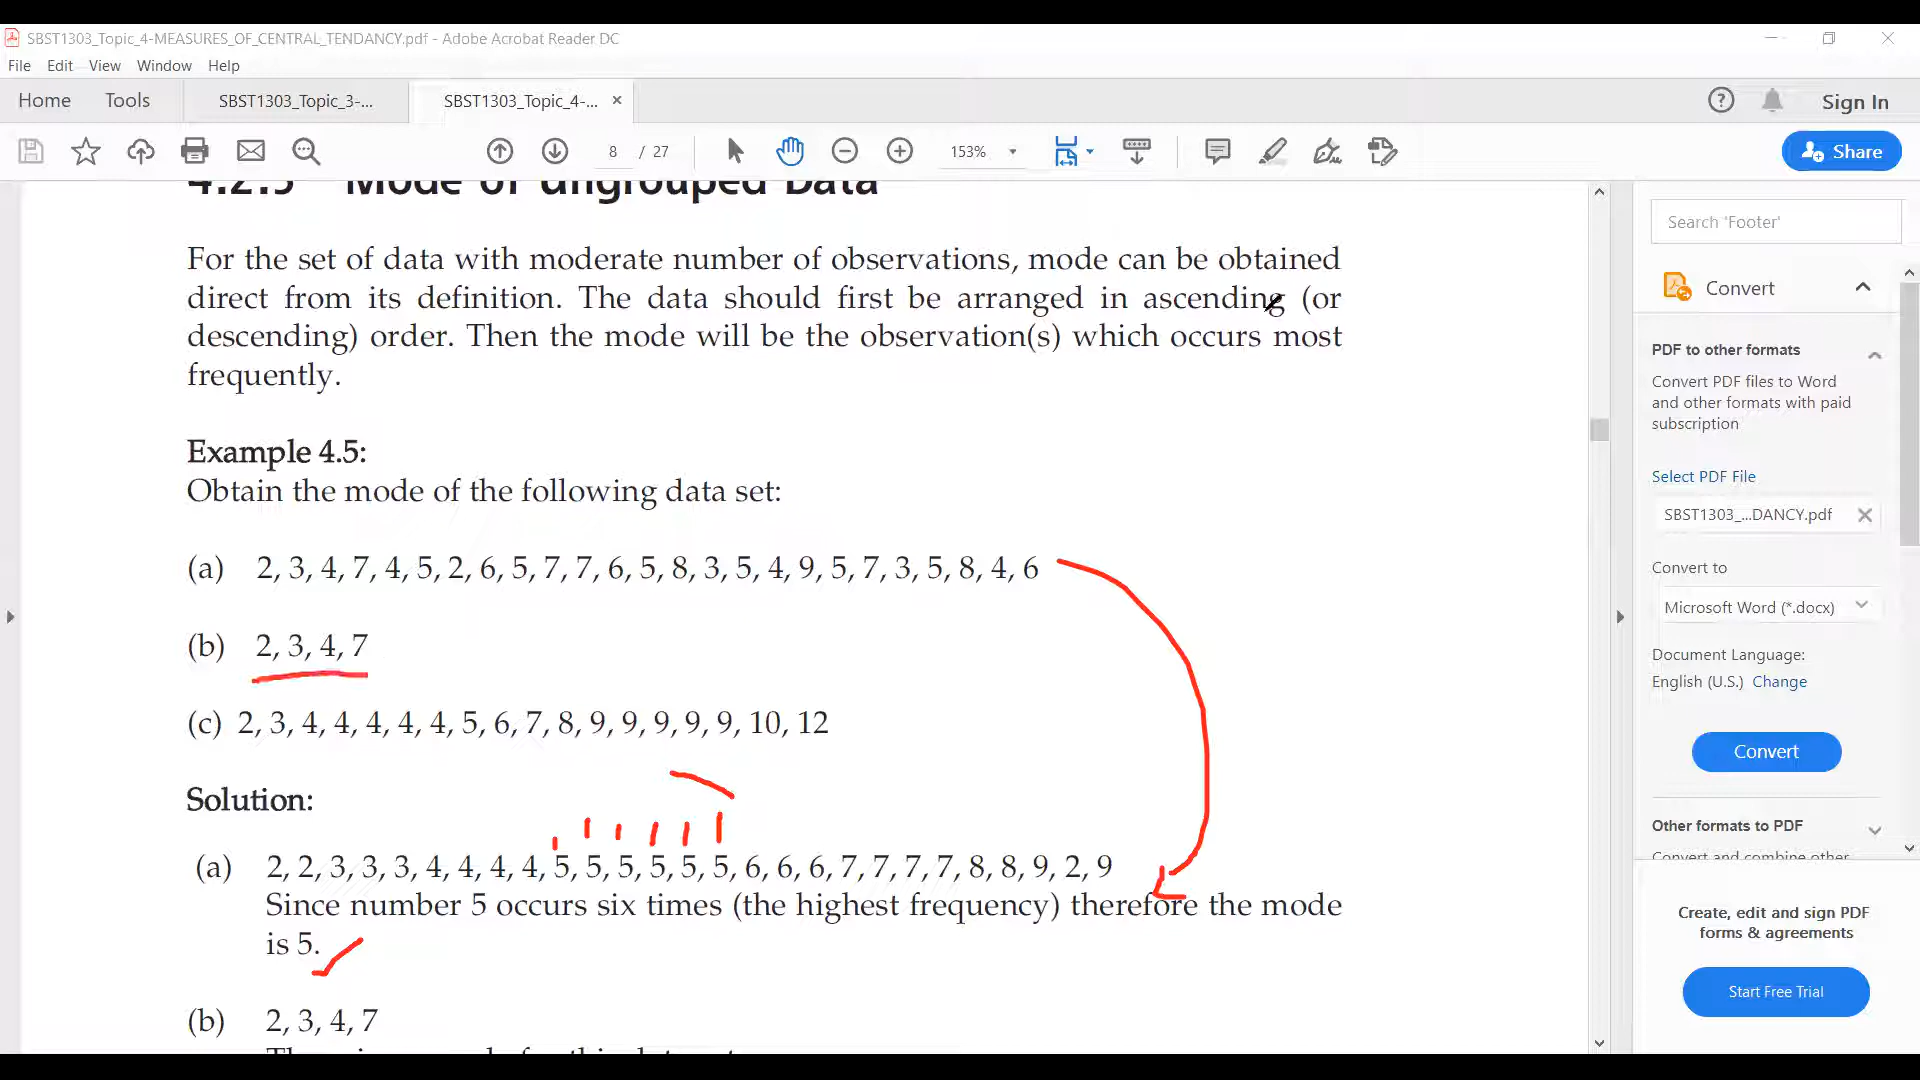 SBST1303_Topic_4-MEASURES_OF_CENTRAL_TENDANCY.pdf - Adobe Acrobat Reader DC
File Edit View Window Help
Home Tools SBST1303_Topic_3-... SBST1303_Topic_4-... × Sign In
8 / 27 153% Share
4.2.3 Mode of Ungrouped Data
For the set of data with moderate number of observations, mode can be obtained
direct from its definition. The data should first be arranged in ascending (or
descending) order. Then the mode will be the observation(s) which occurs most
frequently.
Example 4.5:
Obtain the mode of the following data set:
(a) 2, 3, 4, 7, 4, 5, 2, 6, 5, 7, 7, 6, 5, 8, 3, 5, 4, 9, 5, 7, 3, 5, 8, 4, 6
(b) 2, 3, 4, 7
(c) 2, 3, 4, 4, 4, 4, 4, 5, 6, 7, 8, 9, 9, 9, 9, 9, 10, 12
Solution:
(a) 2, 2, 3, 3, 3, 4, 4, 4, 4, 5, 5, 5, 5, 5, 5, 6, 6, 6, 7, 7, 7, 7, 8, 8, 9, 2, 9
Since number 5 occurs six times (the highest frequency) therefore the mode
is 5.
(b) 2, 3, 4, 7
Search 'Footer'
Convert
PDF to other formats
Convert PDF files to Word
and other formats with paid
subscription
Select PDF File
SBST1303_...DANCY.pdf
Convert to
Microsoft Word (*.docx)
Document Language:
English (U.S.) Change
Convert
Other formats to PDF
Convert and combine other
Create, edit and sign PDF
forms & agreements
Start Free Trial